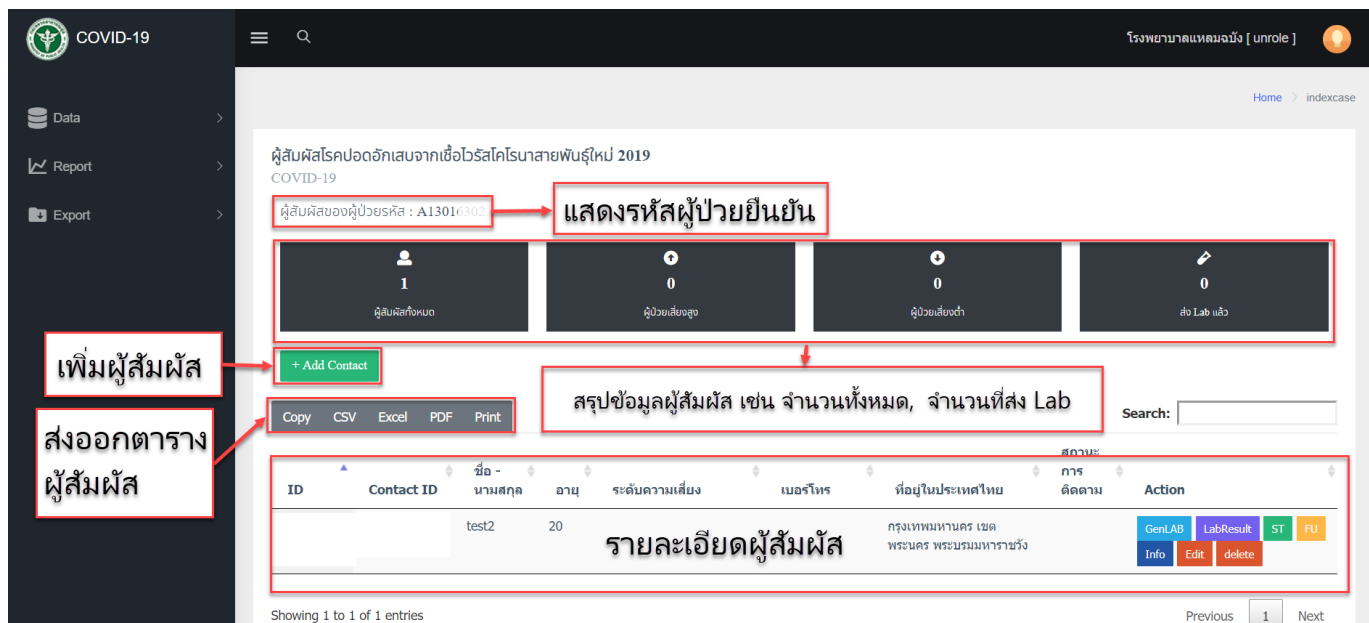 COVID-19
โรงพยาบาลแหลมฉบัง [ unrole ]
Home > indexcase
Data
Report
Export
ผู้สัมผัสโรคปอดอักเสบจากเชื้อไวรัสโคโรนาสายพันธุ์ใหม่ 2019
COVID-19
ผู้สัมผัสของผู้ป่วยรหัส :
แสดงรหัสผู้ป่วยยืนยัน
1
ผู้สัมผัสทั้งหมด
0
ผู้ป่วยเสี่ยงสูง
0
ผู้ป่วยเสี่ยงต่ำ
0
ส่ง Lab แล้ว
เพิ่มผู้สัมผัส
+ Add Contact
สรุปข้อมูลผู้สัมผัส เช่น จำนวนทั้งหมด, จำนวนที่ส่ง Lab
ส่งออกตาราง
ผู้สัมผัส
Copy CSV Excel PDF Print
Search:
ID Contact ID ชื่อ - นามสกุล อายุ ระดับความเสี่ยง เบอร์โทร ที่อยู่ในประเทศไทย สถานะ การ ติดตาม Action
test2 20 กรุงเทพมหานคร เขต
พระนคร พระบรมมหาราชวัง
รายละเอียดผู้สัมผัส
GenLAB LabResult ST FU
Info Edit delete
Showing 1 to 1 of 1 entries
Previous 1 Next